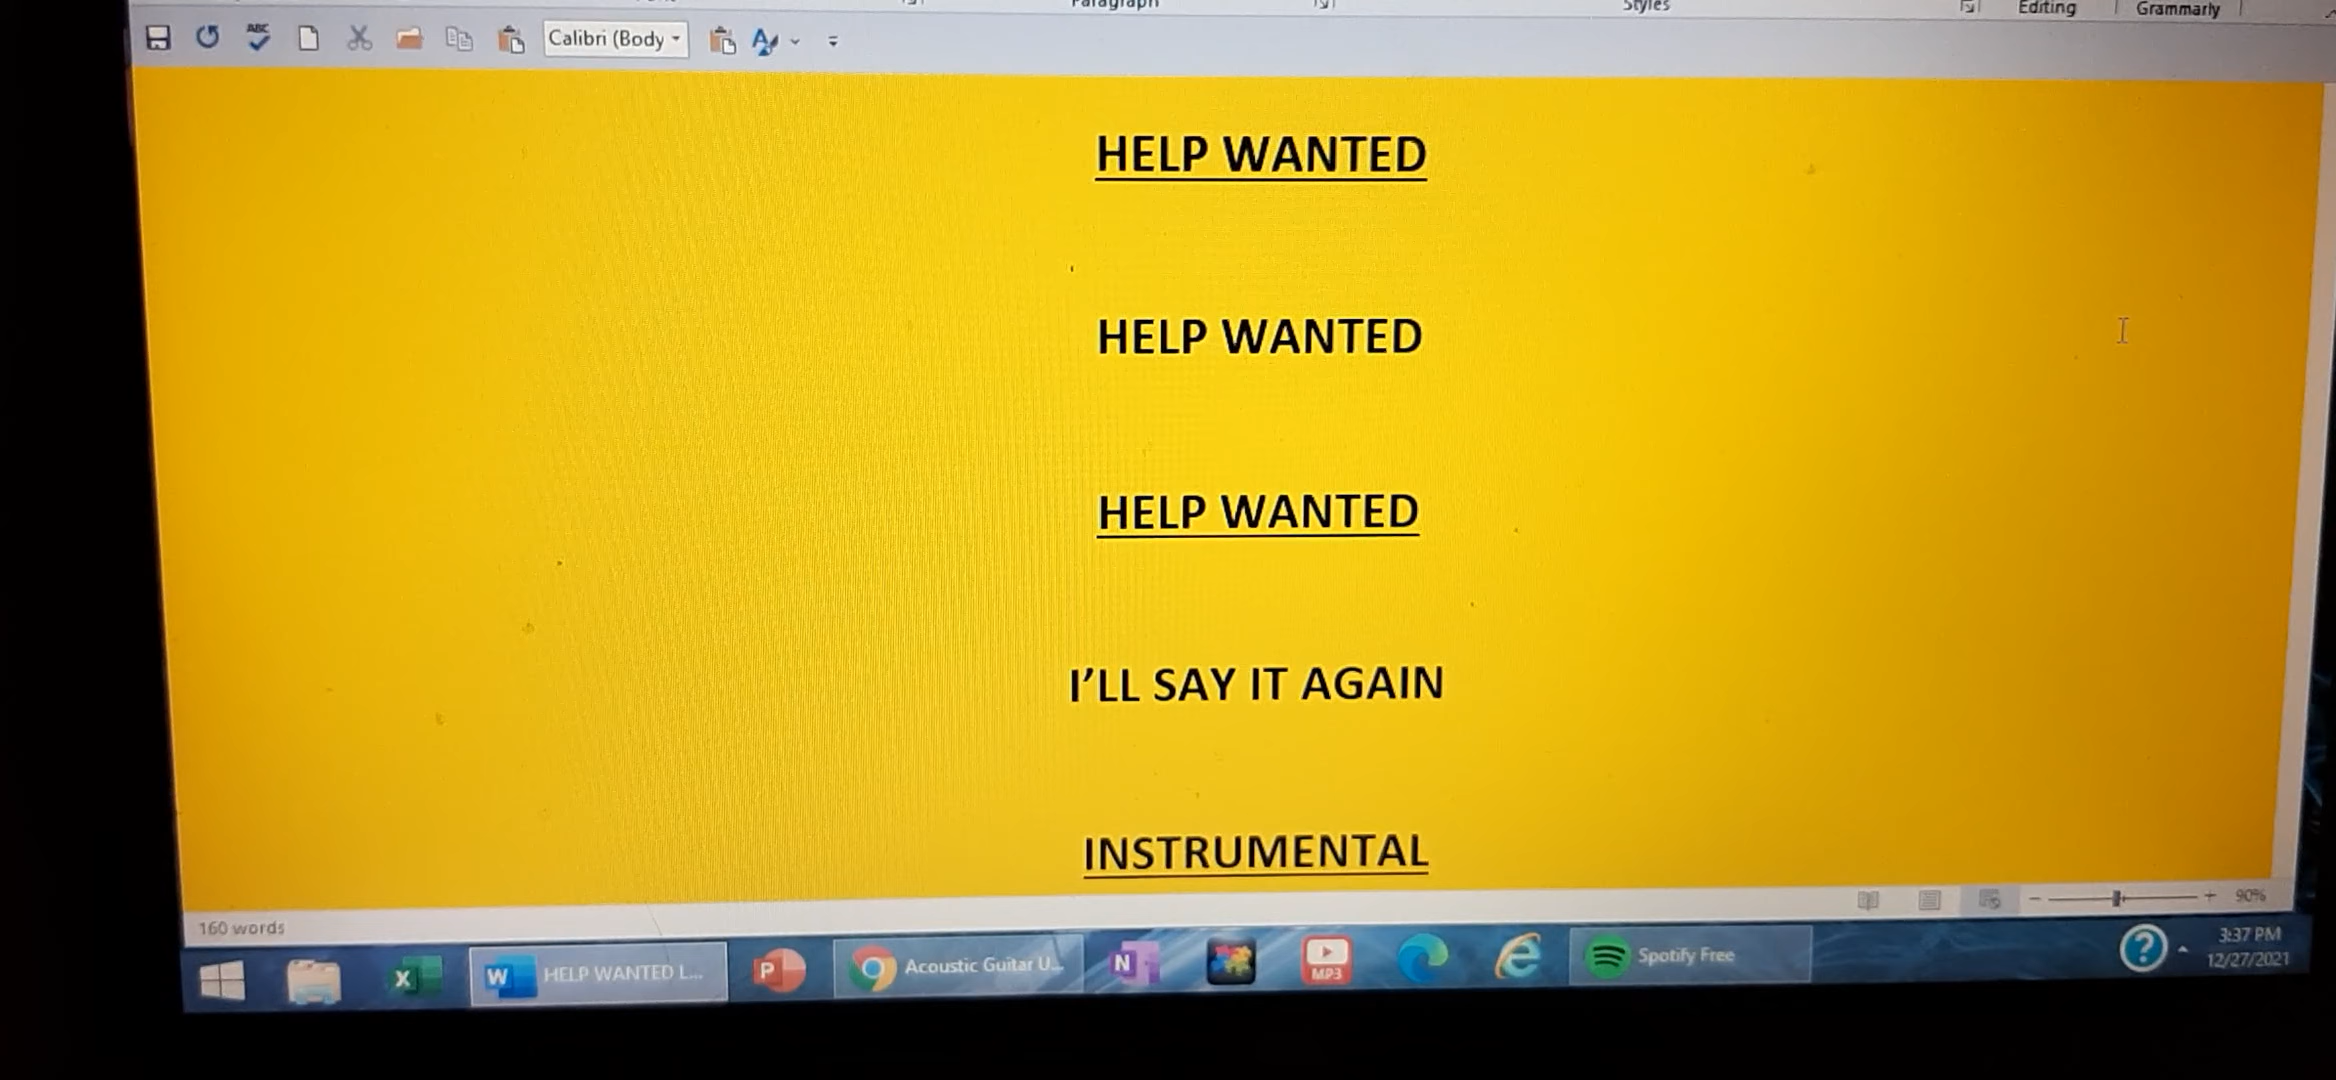 Paragraph
Styles
Editing
Grammarly
ABC
Calibri (Body
HELP WANTED
HELP WANTED
HELP WANTED
I’LL SAY IT AGAIN
INSTRUMENTAL
160 words
90%
HELP WANTED L...
Acoustic Guitar U...
MP3
Spotify Free
3:37 PM
12/27/2021